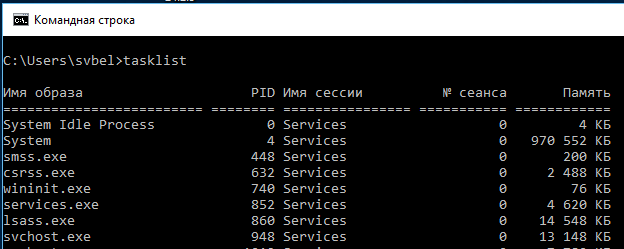 Командная строка
C:\Users\svbel>tasklist
Имя образа PID Имя сессии № сеанса Память
========================= ======== ================ =========== ============
System Idle Process 0 Services 0 4 КБ
System 4 Services 0 970 552 КБ
smss.exe 448 Services 0 200 КБ
csrss.exe 632 Services 0 2 488 КБ
wininit.exe 740 Services 0 76 КБ
services.exe 852 Services 0 4 620 КБ
lsass.exe 860 Services 0 14 548 КБ
svchost.exe 948 Services 0 13 148 КБ